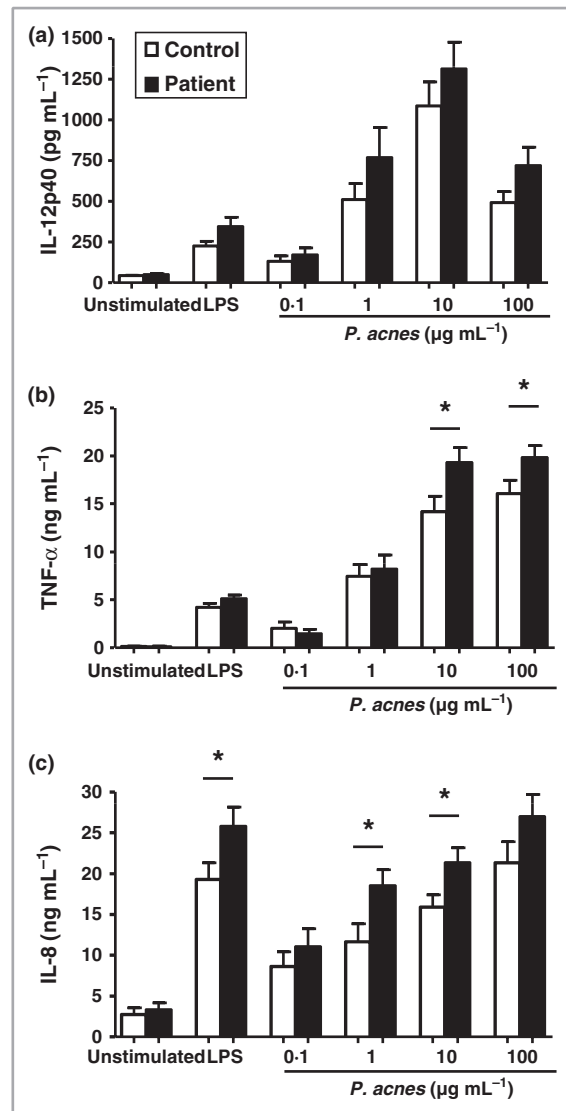 (a)
Control
Patient
IL-12p40 (pg mL⁻¹)
1500
1250
750
500
250
0
Unstimulated LPS 0·1 1 10 100
P. acnes (µg mL⁻¹)
(b)
TNF-α (ng mL⁻¹)
25
20
15
10
5
0
* *
Unstimulated LPS 0·1 1 10 100
P. acnes (µg mL⁻¹)
(c)
IL-8 (ng mL⁻¹)
30
25
20
15
10
5
0
* * *
Unstimulated LPS 0·1 1 10 100
P. acnes (µg mL⁻¹)